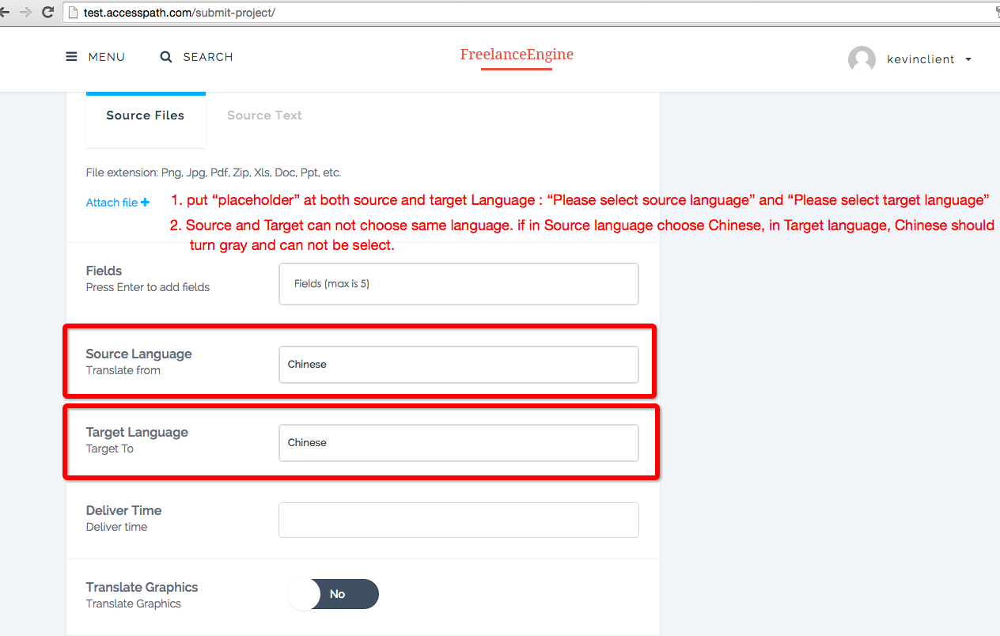 test.accesspath.com/submit-project/
MENU SEARCH FreelanceEngine kevinclient
Source Files Source Text
File extension: Png, Jpg, Pdf, Zip, Xls, Doc, Ppt, etc.
Attach file + 1. put “placeholder” at both source and target Language : “Please select source language” and “Please select target language”
2. Source and Target can not choose same language. if in Source language choose Chinese, in Target language, Chinese should
turn gray and can not be select.
Fields
Press Enter to add fields
Fields (max is 5)
Source Language
Translate from
Chinese
Target Language
Target To
Chinese
Deliver Time
Deliver time
Translate Graphics
Translate Graphics
No